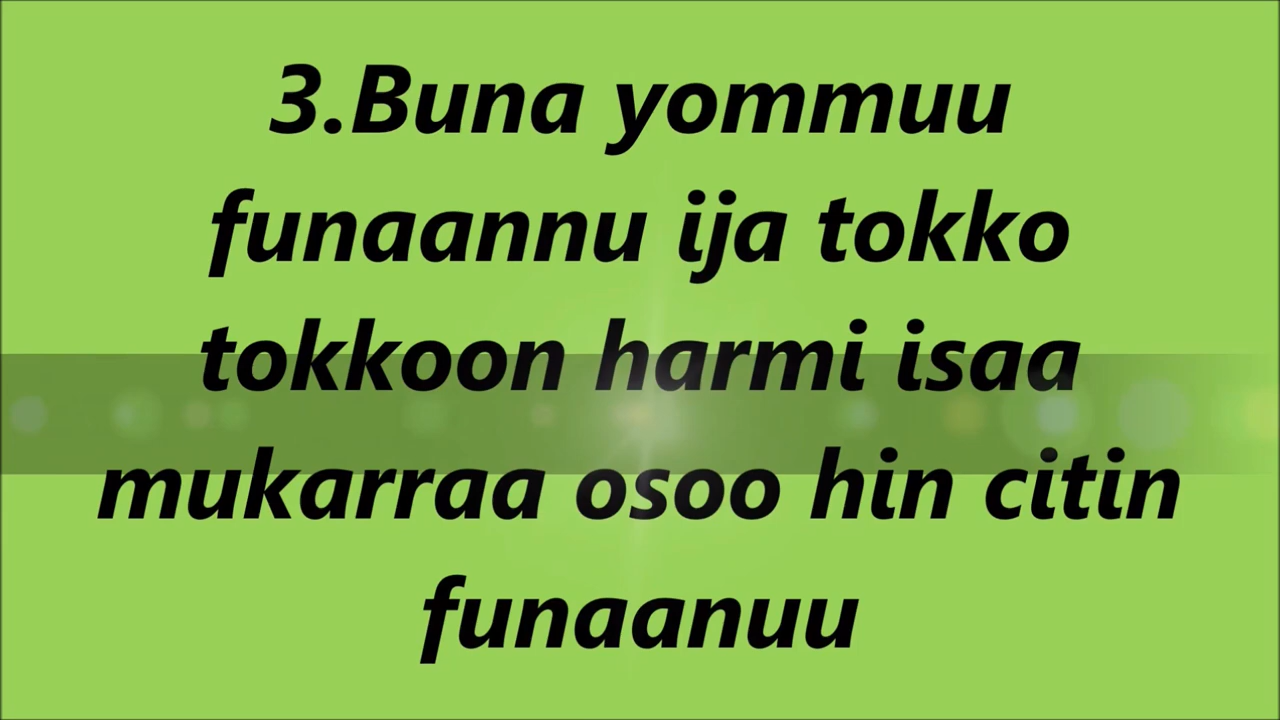 3.Buna yommuu
funaannu ija tokko
tokkoon harmi isaa
mukarraa osoo hin citin
funaanuu